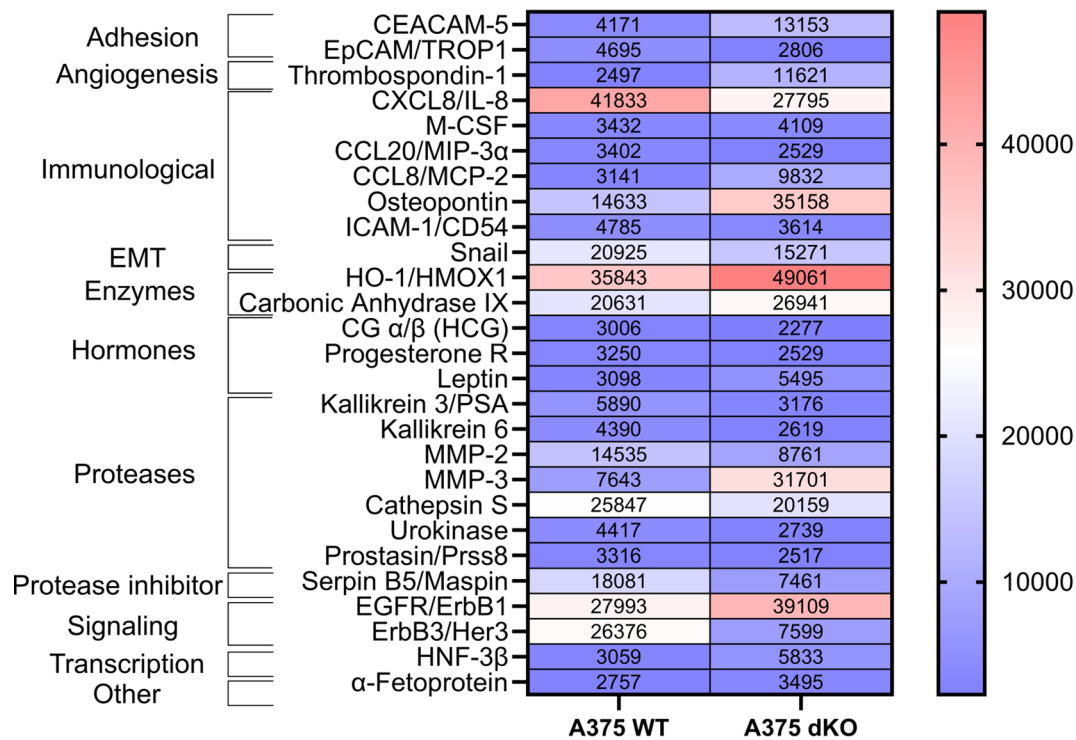 Adhesion
Angiogenesis
Immunological
EMT
Enzymes
Hormones
Proteases
Protease inhibitor
Signaling
Transcription
Other
CEACAM-5 4171 13153
EpCAM/TROP1 4695 2806
Thrombospondin-1 2497 11621
CXCL8/IL-8 41833 27795
M-CSF 3432 4109
CCL20/MIP-3α 3402 2529
CCL8/MCP-2 3141 9832
Osteopontin 14633 35158
ICAM-1/CD54 4785 3614
Snail 20925 15271
HO-1/HMOX1 35843 49061
Carbonic Anhydrase IX 20631 26941
CG α/β (HCG) 3006 2277
Progesterone R 3250 2529
Leptin 3098 5495
Kallikrein 3/PSA 5890 3176
Kallikrein 6 4390 2619
MMP-2 14535 8761
MMP-3 7643 31701
Cathepsin S 25847 20159
Urokinase 4417 2739
Prostasin/Prss8 3316 2517
Serpin B5/Maspin 18081 7461
EGFR/ErbB1 27993 39109
ErbB3/Her3 26376 7599
HNF-3β 3059 5833
α-Fetoprotein 2757 3495
A375 WT A375 dKO
40000
30000
20000
10000